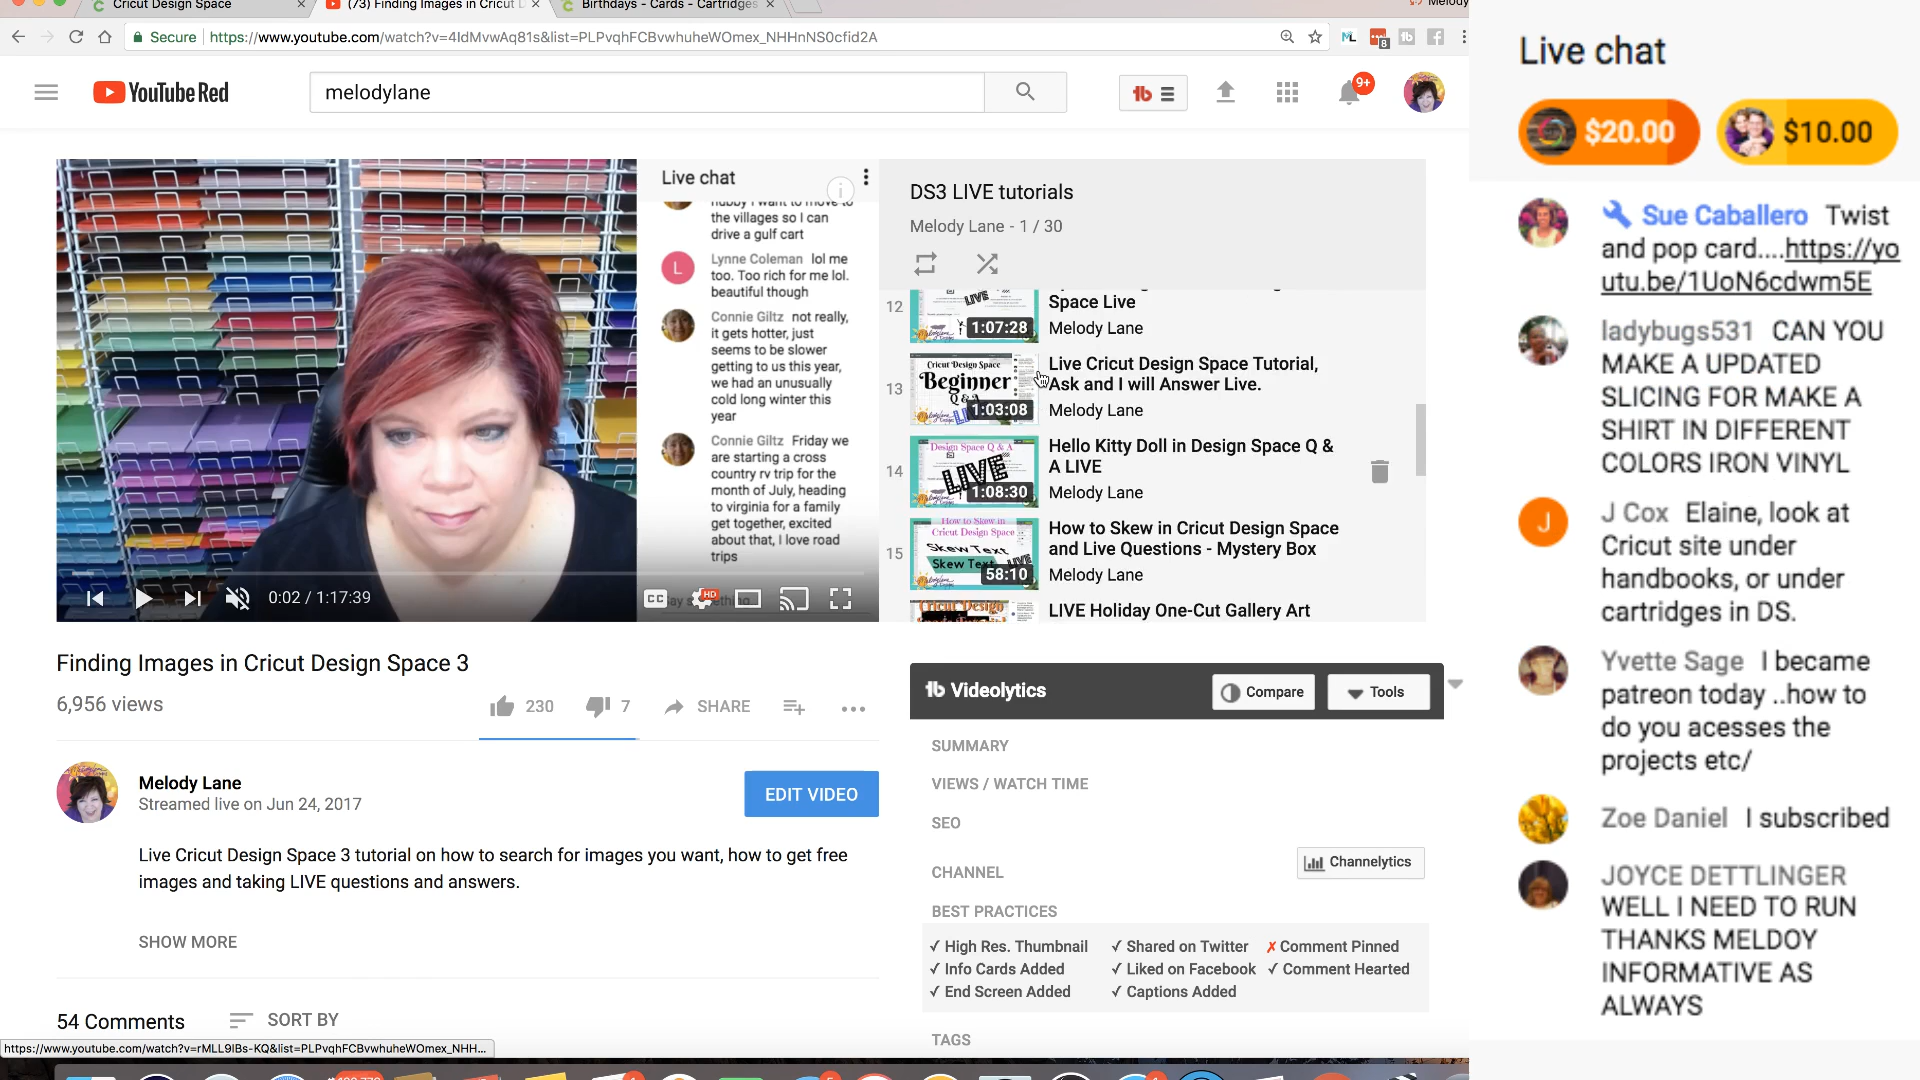 Cricut Design Space
(73) Finding Images in Cricut D
Birthdays - Cards - Cartridges
Melody
Secure
https://www.youtube.com/watch?v=4IdMvwAq81s&list=PLPvqhFCBvwhuheWOmex_NHHnNS0cfid2A
ML
8
YouTube Red
melodylane
9+
Live chat
hubby I want to move to
the villages so I can
drive a gulf cart
L
Lynne Coleman lol me
too. Too rich for me lol.
beautiful though
Connie Giltz not really,
it gets hotter, just
seems to be slower
getting to us this year,
we had an unusually
cold long winter this
year
Connie Giltz Friday we
are starting a cross
country rv trip for the
month of July, heading
to virginia for a family
get together, excited
about that, I love road
trips
0:02 / 1:17:39
CC
HD
DS3 LIVE tutorials
Melody Lane - 1 / 30
12
LIVE
1:07:28
Space Live
Melody Lane
13
Cricut Design Space
Beginner
Q & A
1:03:08
Live Cricut Design Space Tutorial,
Ask and I will Answer Live.
Melody Lane
14
Design Space Q & A
LIVE
1:08:30
Hello Kitty Doll in Design Space Q &
A LIVE
Melody Lane
15
How to Skew in
Cricut Design Space
Skew Text
Skew Text
LIVE
58:10
How to Skew in Cricut Design Space
and Live Questions - Mystery Box
Melody Lane
Cricut Design
LIVE Holiday One-Cut Gallery Art
Finding Images in Cricut Design Space 3
6,956 views
230
7
SHARE
Melody Lane
Streamed live on Jun 24, 2017
EDIT VIDEO
Live Cricut Design Space 3 tutorial on how to search for images you want, how to get free
images and taking LIVE questions and answers.
SHOW MORE
54 Comments
SORT BY
https://www.youtube.com/watch?v=rMLL9IBs-KQ&list=PLPvqhFCBvwhuheWOmex_NHH...
Videolytics
Compare
Tools
SUMMARY
VIEWS / WATCH TIME
SEO
CHANNEL
Channelytics
BEST PRACTICES
✓ High Res. Thumbnail ✓ Shared on Twitter ✗ Comment Pinned
✓ Info Cards Added ✓ Liked on Facebook ✓ Comment Hearted
✓ End Screen Added ✓ Captions Added
TAGS
Live chat
$20.00
$10.00
Sue Caballero Twist
and pop card....https://yo
utu.be/1UoN6cdwm5E
ladybugs531 CAN YOU
MAKE A UPDATED
SLICING FOR MAKE A
SHIRT IN DIFFERENT
COLORS IRON VINYL
J
J Cox Elaine, look at
Cricut site under
handbooks, or under
cartridges in DS.
Yvette Sage I became
patreon today ..how to
do you acesses the
projects etc/
Zoe Daniel I subscribed
JOYCE DETTLINGER
WELL I NEED TO RUN
THANKS MELDOY
INFORMATIVE AS
ALWAYS